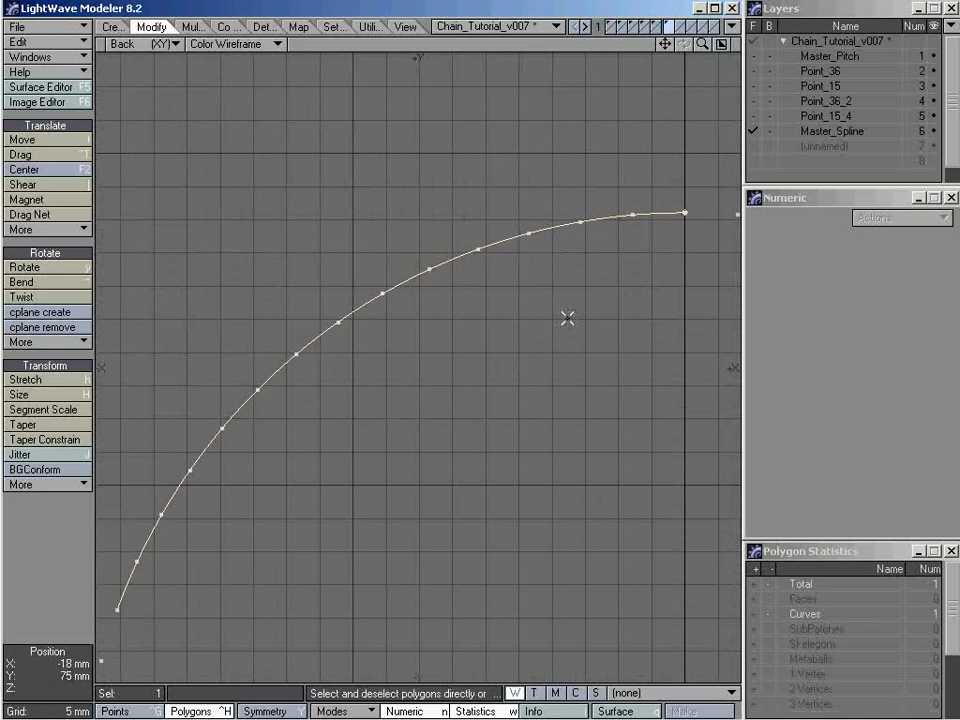 LightWave Modeler 8.2
File
Edit
Windows
Help
Surface Editor F5
Image Editor F6
Translate
Move
Drag
Center F2
Shear
Magnet
Drag Net
More
Rotate
Rotate y
Bend
Twist
cplane create
cplane remove
More
Transform
Stretch h
Size H
Segment Scale
Taper
Taper Constrain
Jitter J
BGConform
More
Position
X: -18 mm
Y: 75 mm
Z:
Grid: 5 mm
Cre... Modify Mul... Co ... Det... Map Set... Utili... View Chain_Tutorial_v007 * 1
Back (XY) Color Wireframe
+Y
-X
+X
Sel: 1 Select and deselect polygons directly or ... W T M C S (none)
Points ^G Polygons ^H Symmetry Y Modes Numeric n Statistics w Info i Surface q Make
Layers
F B Name Num
Chain_Tutorial_v007 *
Master_Pitch 1
Point_36 2
Point_15 3
Point_36_2 4
Point_15_4 5
Master_Spline 6
(unnamed) 7
8
Numeric
Actions
Polygon Statistics
+ - Name Num
+ - Total 1
+ - Faces 0
+ - Curves 1
+ - SubPatches 0
+ - Skelegons 0
+ - Metaballs 0
+ - 1 Vertex 0
+ - 2 Vertices 0
+ - 3 Vertices 0